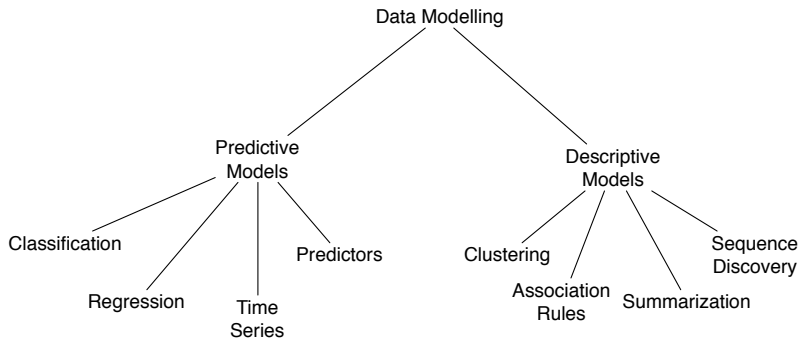 Data Modelling
Predictive
Models
Descriptive
Models
Classification
Regression
Time
Series
Predictors
Clustering
Association
Rules
Summarization
Sequence
Discovery